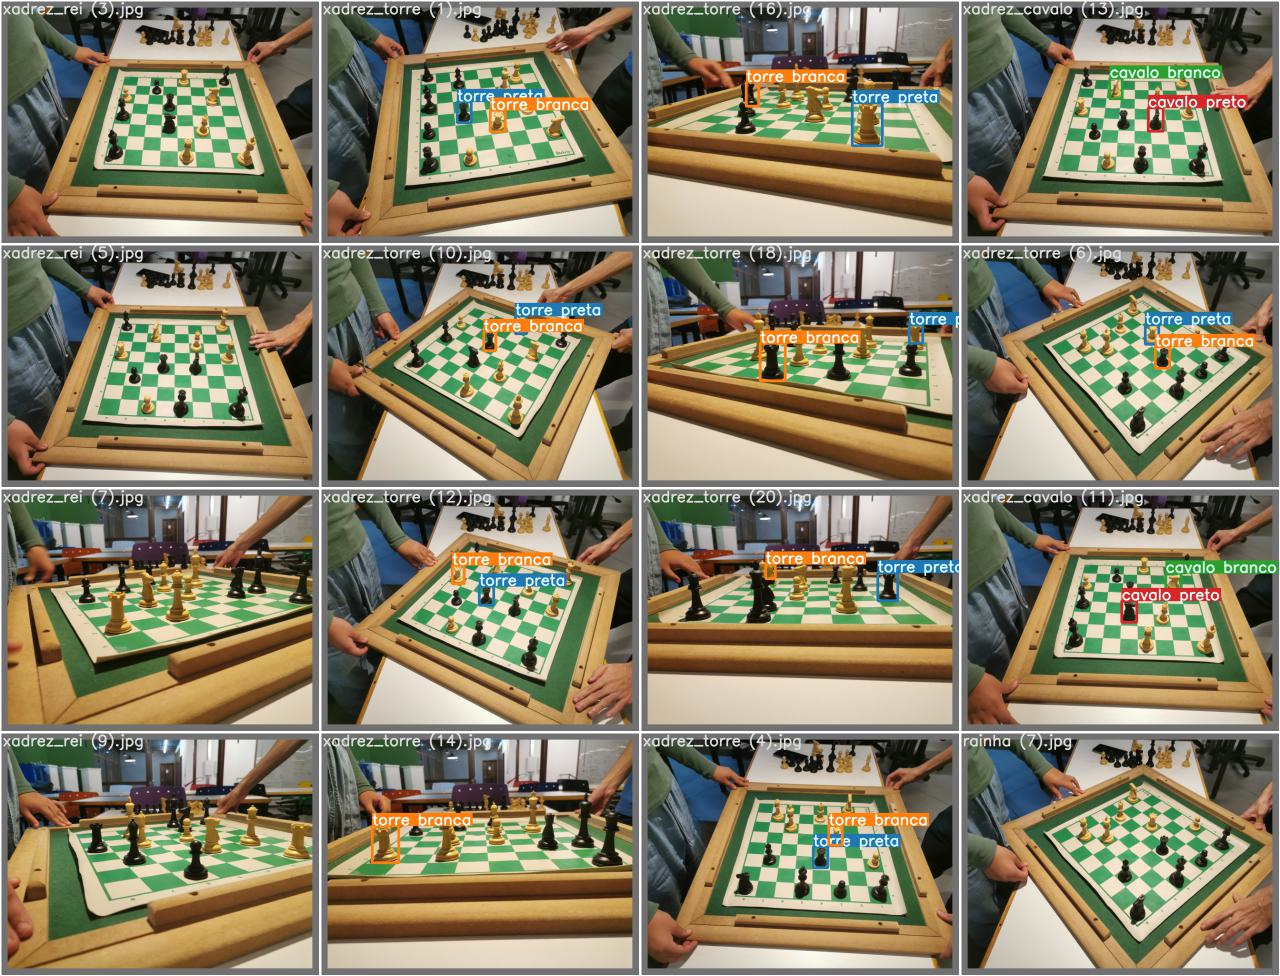 xadrez_rei (3).jpg
xadrez_torre (1).jpg
torre preta
torre branca
xadrez_torre (16).jpg
torre branca
torre preta
xadrez_cavalo (13).jpg
cavalo branco
cavalo preto
xadrez_rei (5).jpg
xadrez_torre (10).jpg
torre preta
torre branca
xadrez_torre (18).jpg
torre p
torre branca
xadrez_torre (6).jpg
torre preta
torre branca
xadrez_rei (7).jpg
xadrez_torre (12).jpg
torre branca
torre preta
xadrez_torre (20).jpg
torre branca
torre preta
xadrez_cavalo (11).jpg
cavalo branco
cavalo preto
xadrez_rei (9).jpg
xadrez_torre (14).jpg
torre branca
xadrez_torre (4).jpg
torre branca
torre preta
rainha (7).jpg